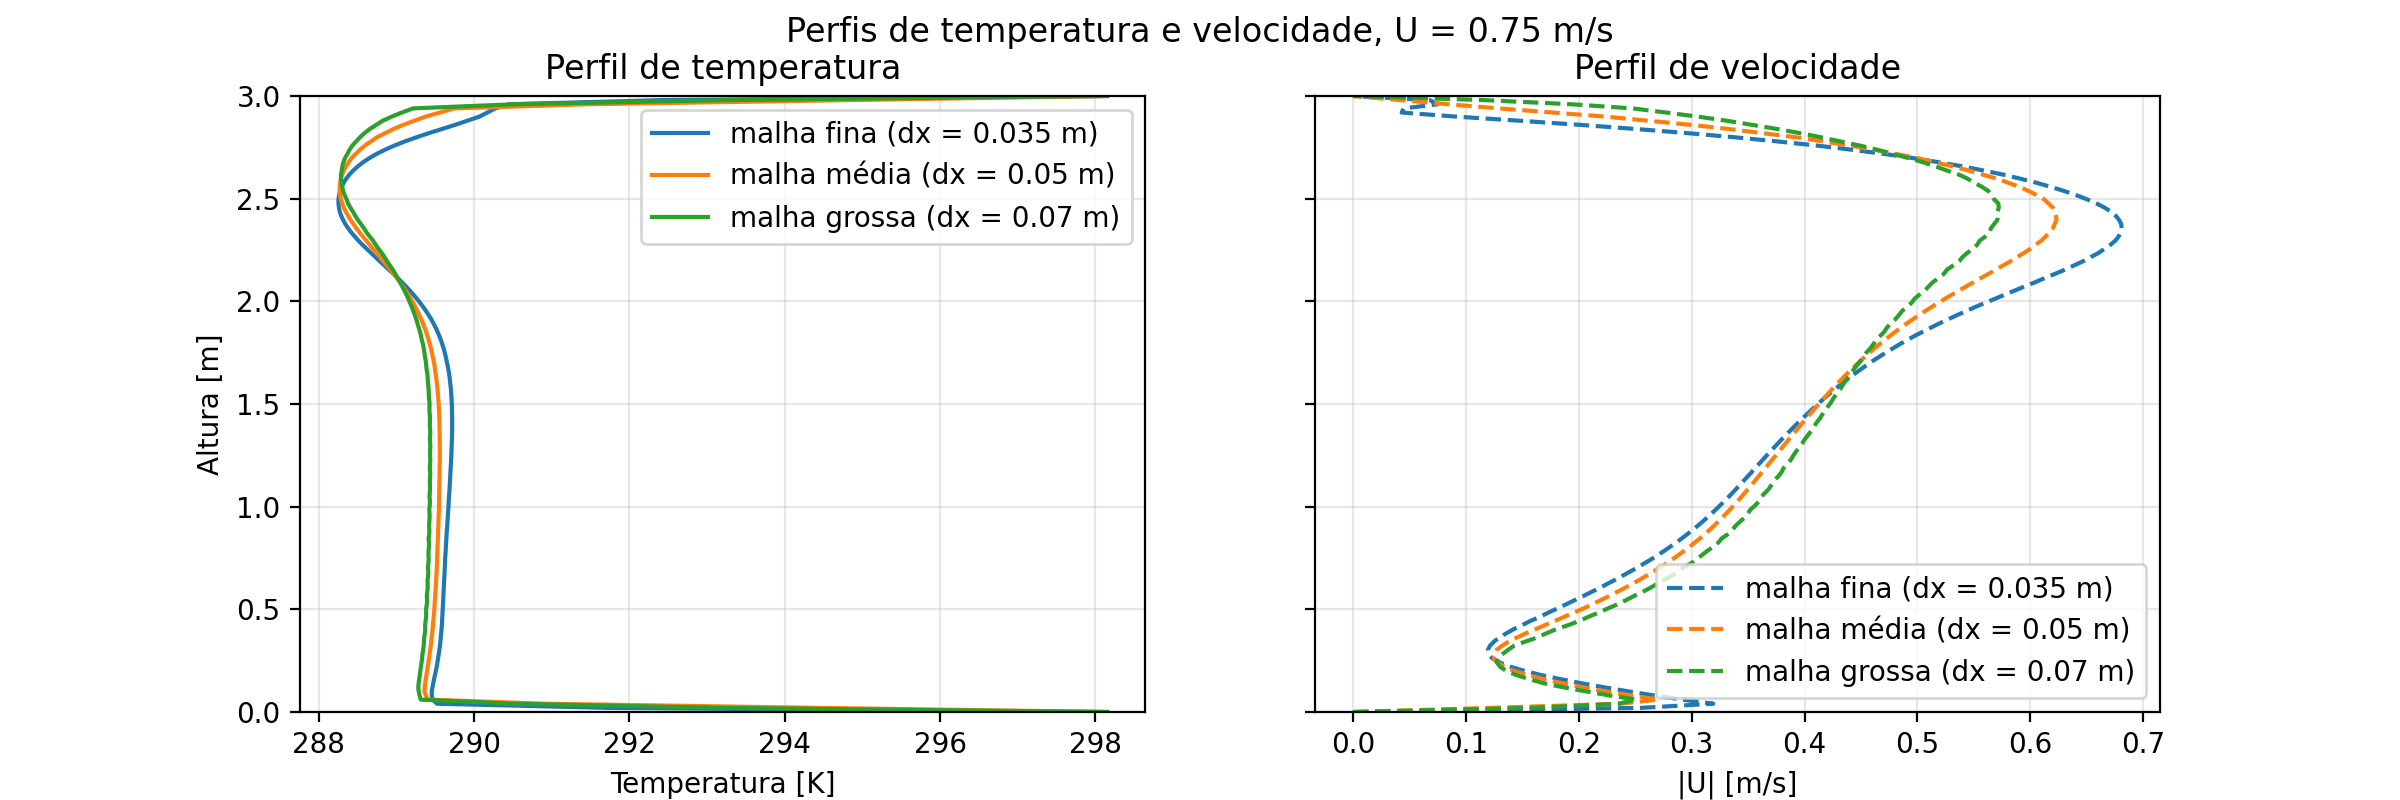 Perfis de temperatura e velocidade, U = 0.75 m/s
Perfil de temperatura
3.0
2.5
2.0
1.5
1.0
0.5
0.0
Altura [m]
malha fina (dx = 0.035 m)
malha média (dx = 0.05 m)
malha grossa (dx = 0.07 m)
288 290 292 294 296 298
Temperatura [K]
Perfil de velocidade
malha fina (dx = 0.035 m)
malha média (dx = 0.05 m)
malha grossa (dx = 0.07 m)
0.0 0.1 0.2 0.3 0.4 0.5 0.6 0.7
|U| [m/s]